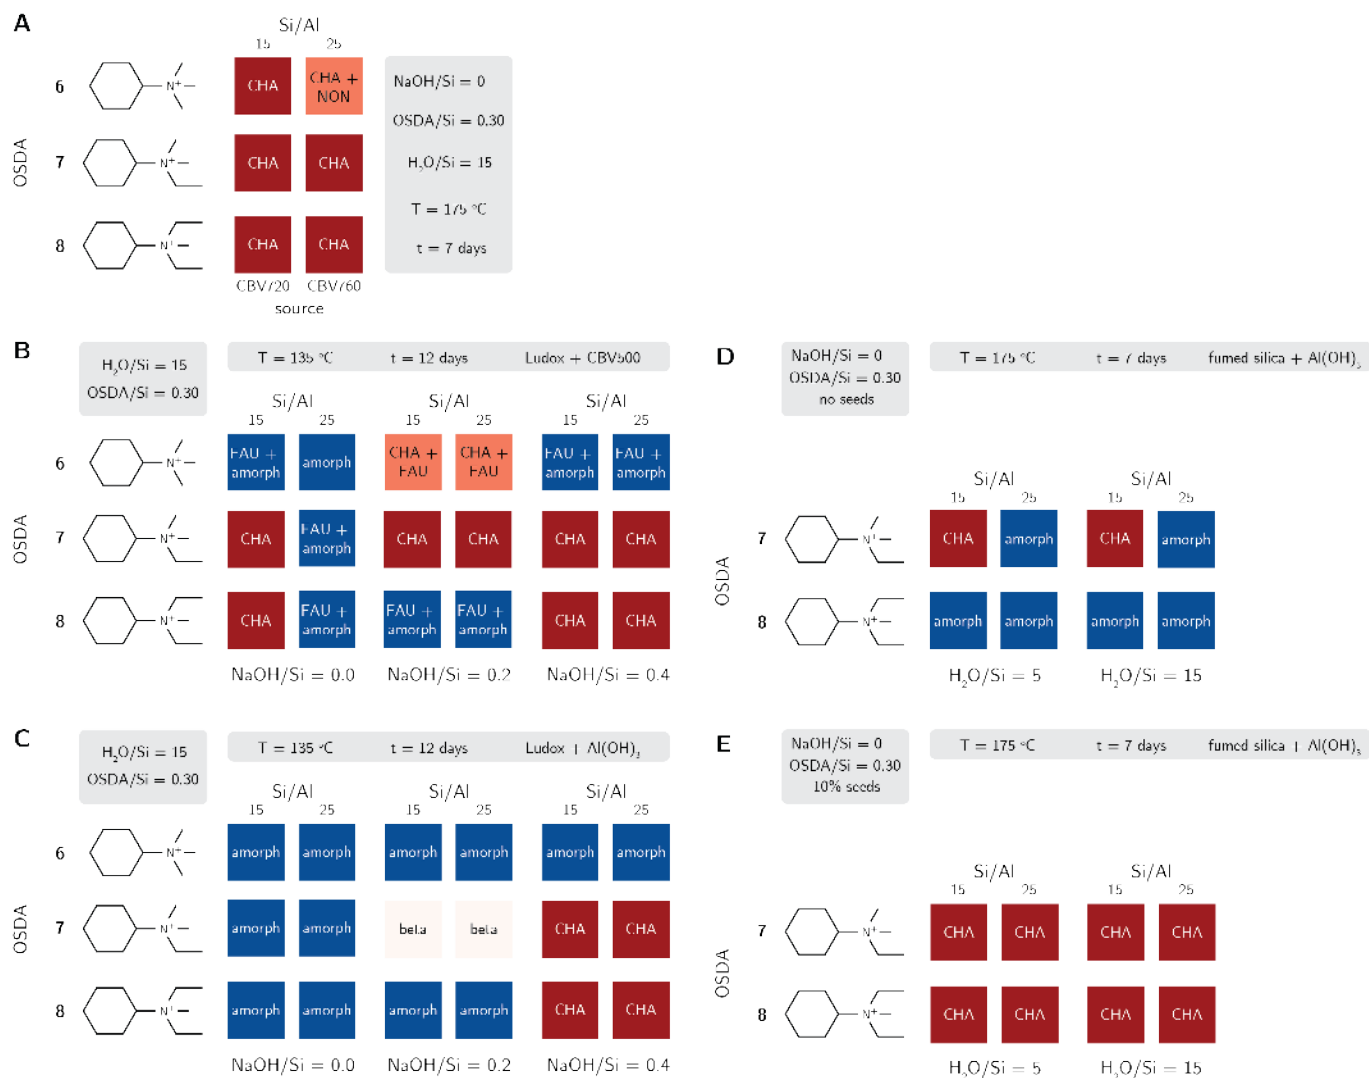 A
Si/Al
15 25
OSDA
6 N⁺ CHA CHA + NON
7 N⁺ CHA CHA
8 N⁺ CHA CHA
CBV720 CBV760
source
NaOH/Si = 0
OSDA/Si = 0.30
H₂O/Si = 15
T = 175 °C
t = 7 days
B
H₂O/Si = 15
OSDA/Si = 0.30
T = 135 °C t = 12 days Ludox + CBV500
Si/Al Si/Al Si/Al
15 25 15 25 15 25
OSDA
6 N⁺ FAU + amorph amorph CHA + FAU CHA + FAU FAU + amorph FAU + amorph
7 N⁺ CHA FAU + amorph CHA CHA CHA CHA
8 N⁺ CHA FAU + amorph FAU + amorph FAU + amorph CHA CHA
NaOH/Si = 0.0 NaOH/Si = 0.2 NaOH/Si = 0.4
C
H₂O/Si = 15
OSDA/Si = 0.30
T = 135 °C t = 12 days Ludox + Al(OH)₃
Si/Al Si/Al Si/Al
15 25 15 25 15 25
OSDA
6 N⁺ amorph amorph amorph amorph amorph amorph
7 N⁺ amorph amorph beta beta CHA CHA
8 N⁺ amorph amorph amorph amorph CHA CHA
NaOH/Si = 0.0 NaOH/Si = 0.2 NaOH/Si = 0.4
D
NaOH/Si = 0
OSDA/Si = 0.30
no seeds
T = 175 °C t = 7 days fumed silica + Al(OH)₃
Si/Al Si/Al
15 25 15 25
OSDA
7 N⁺ CHA amorph CHA amorph
8 N⁺ amorph amorph amorph amorph
H₂O/Si = 5 H₂O/Si = 15
E
NaOH/Si = 0
OSDA/Si = 0.30
10% seeds
T = 175 °C t = 7 days fumed silica + Al(OH)₃
Si/Al Si/Al
15 25 15 25
OSDA
7 N⁺ CHA CHA CHA CHA
8 N⁺ CHA CHA CHA CHA
H₂O/Si = 5 H₂O/Si = 15